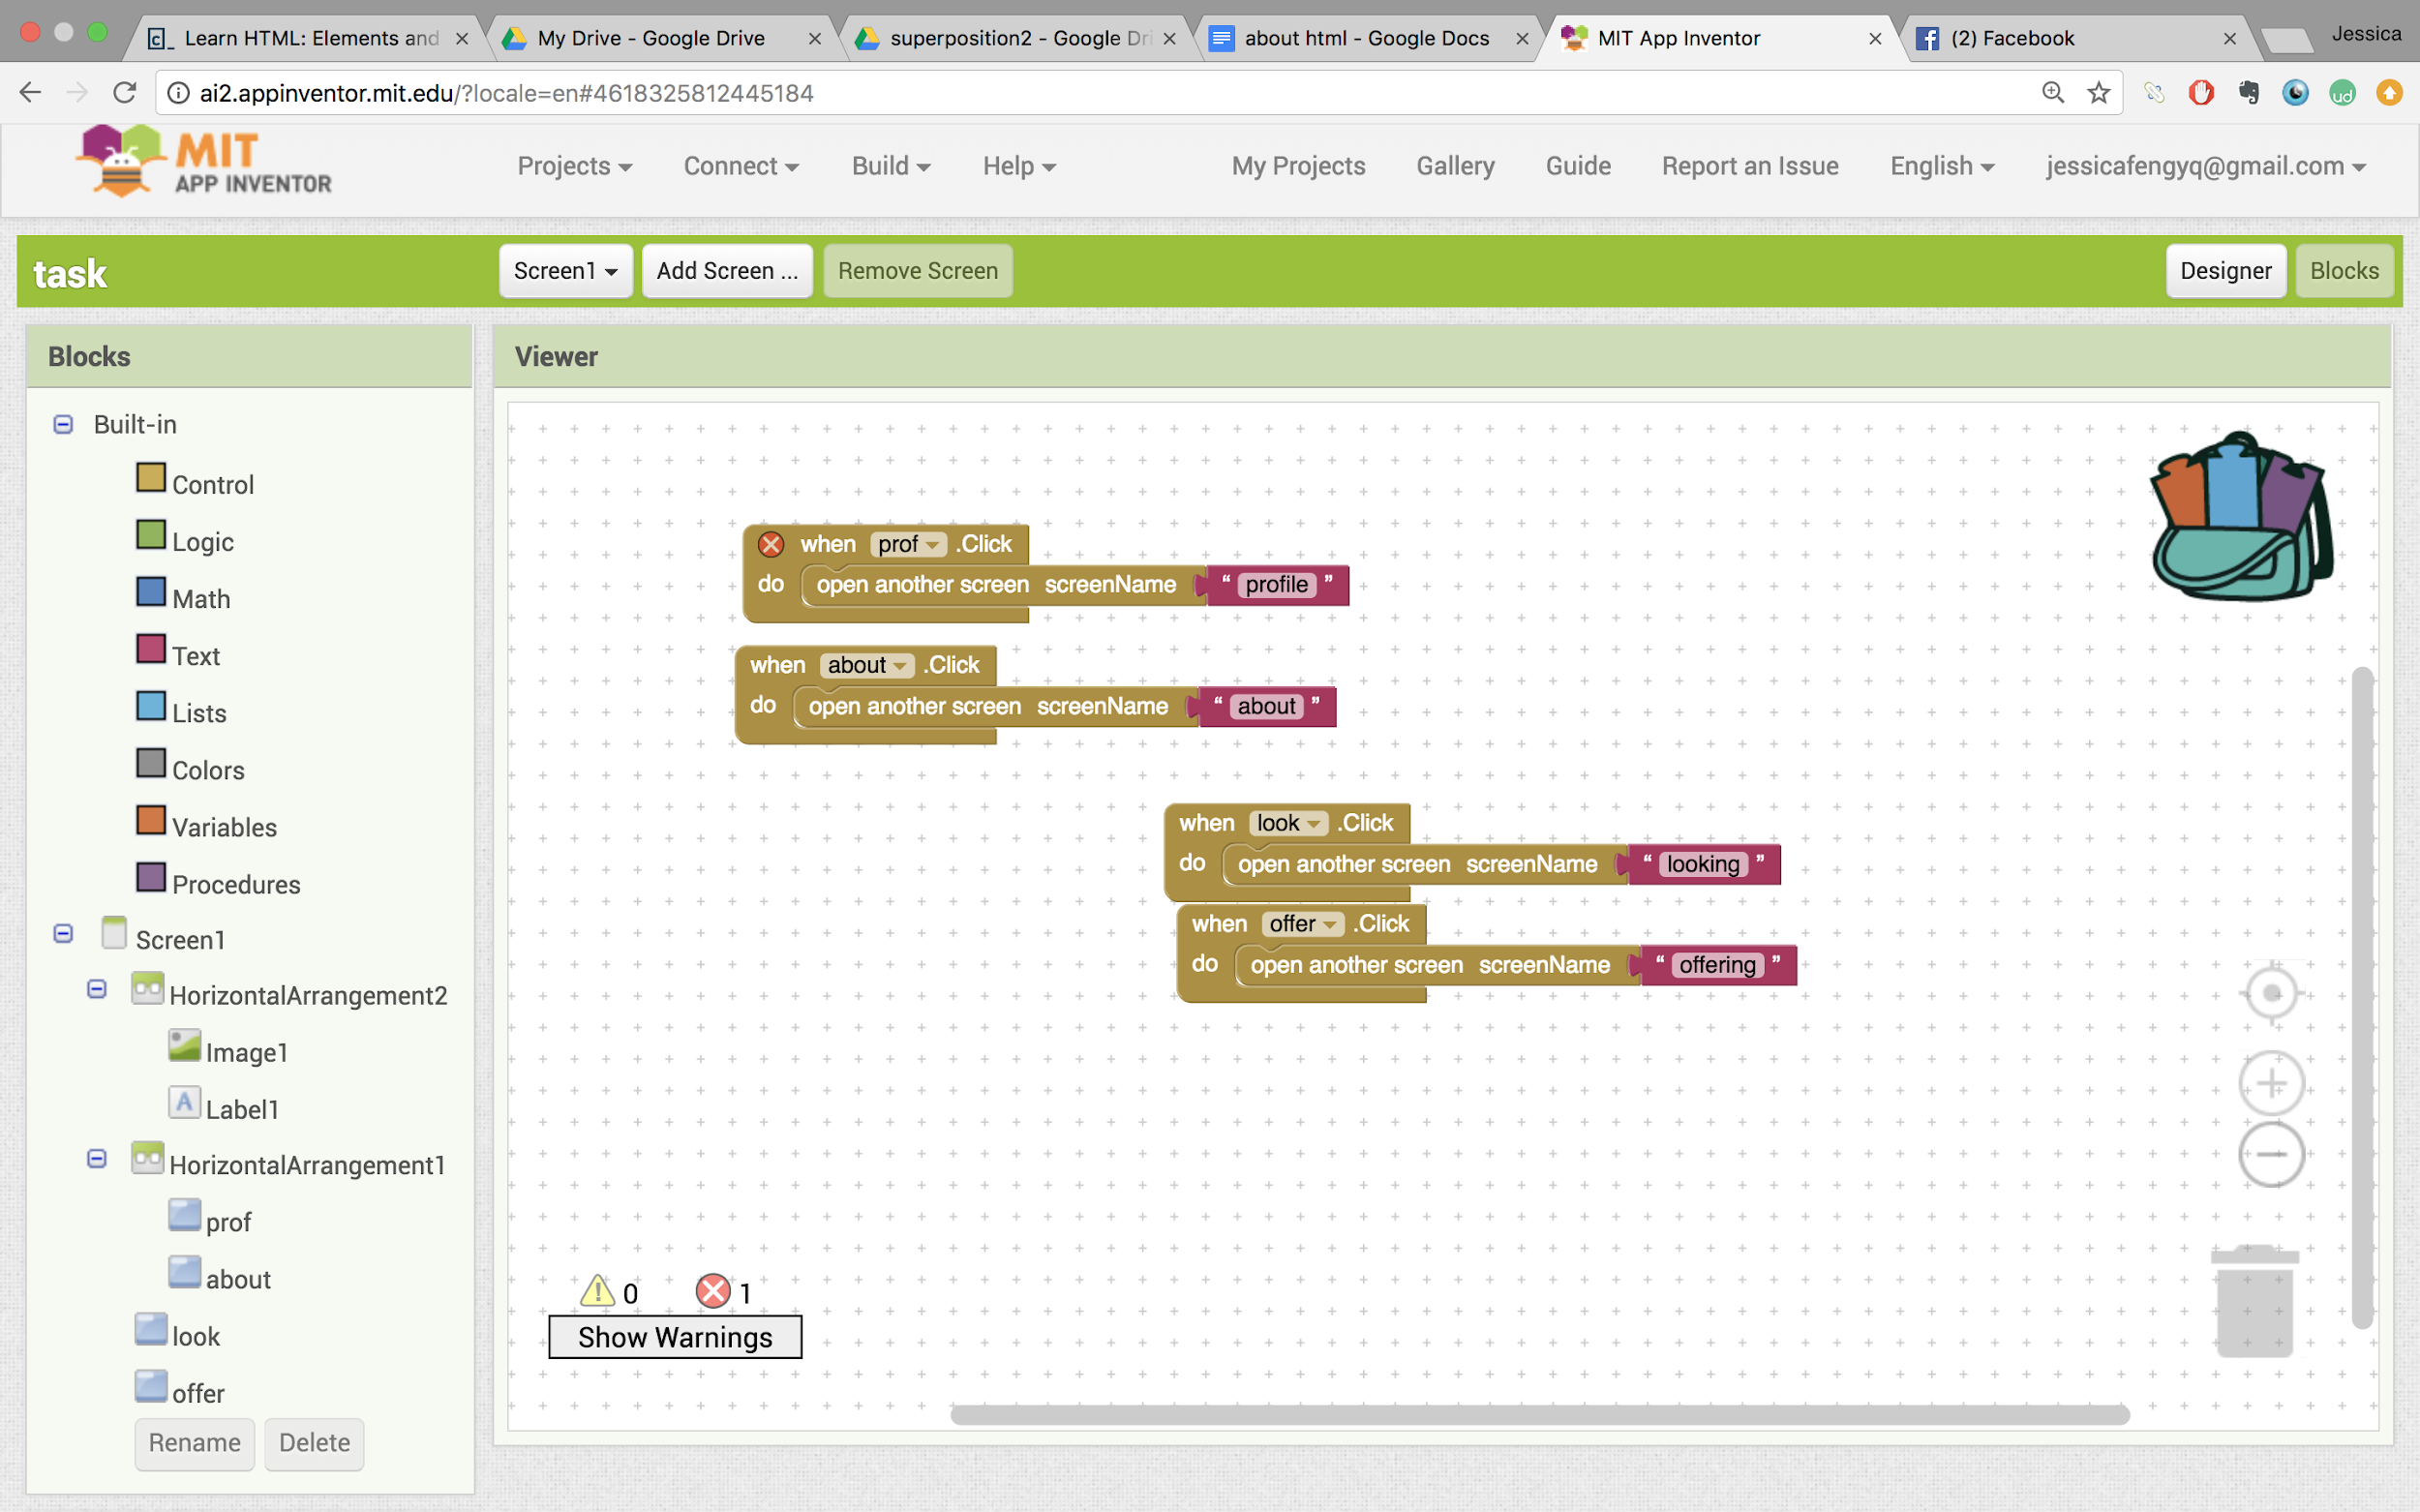 Learn HTML: Elements and
My Drive - Google Drive
superposition2 - Google Dri
about html - Google Docs
MIT App Inventor
(2) Facebook
Jessica
ai2.appinventor.mit.edu/?locale=en#4618325812445184
ud
MIT
APP INVENTOR
Projects
Connect
Build
Help
My Projects
Gallery
Guide
Report an Issue
English
jessicafengyq@gmail.com
task
Screen1
Add Screen ...
Remove Screen
Designer
Blocks
Blocks
Viewer
Built-in
Control
Logic
Math
Text
Lists
Colors
Variables
Procedures
Screen1
HorizontalArrangement2
Image1
A Label1
HorizontalArrangement1
prof
about
look
offer
Rename
Delete
when prof .Click
do open another screen screenName “ profile ”
when about .Click
do open another screen screenName “ about ”
when look .Click
do open another screen screenName “ looking ”
when offer .Click
do open another screen screenName “ offering ”
0
1
Show Warnings